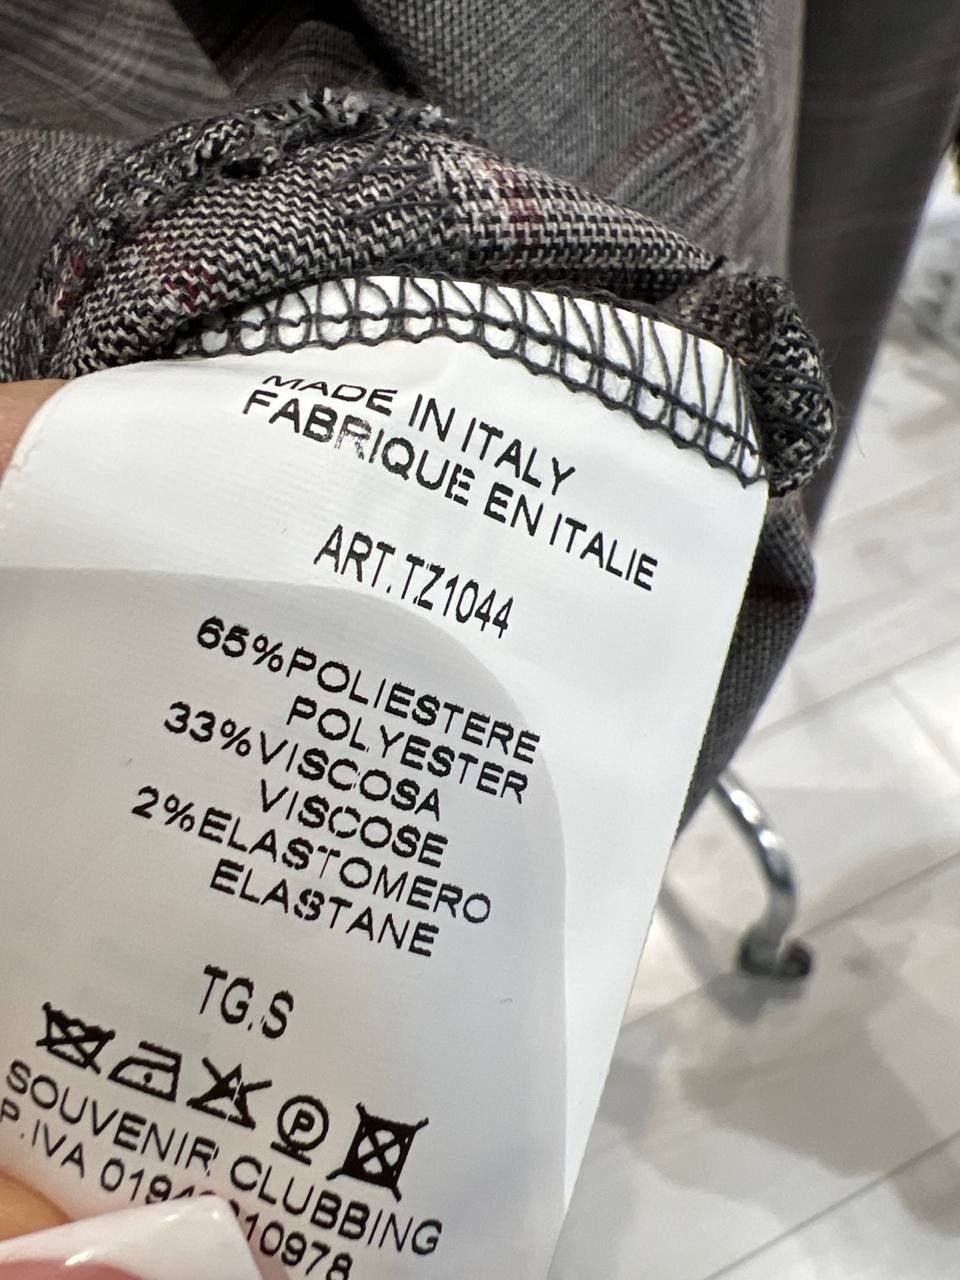 MADE IN ITALY
FABRIQUE EN ITALIE
ART.TZ1044
65%POLIESTERE
POLYESTER
33%VISCOSA
VISCOSE
2%ELASTOMERO
ELASTANE
TG.S
P
SOUVENIR CLUBBING
P.IVA